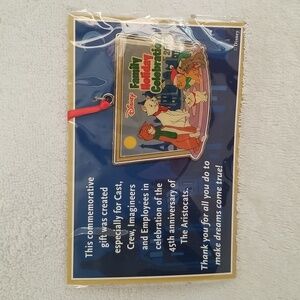 Disney
Family
Holiday
Celebration
This commemorative
gift was created
especially for Cast,
Crew, Imagineers
and Employees in
celebration of the
45th anniversary of
The Aristocats.
Thank you for all you do to
make dreams come true!